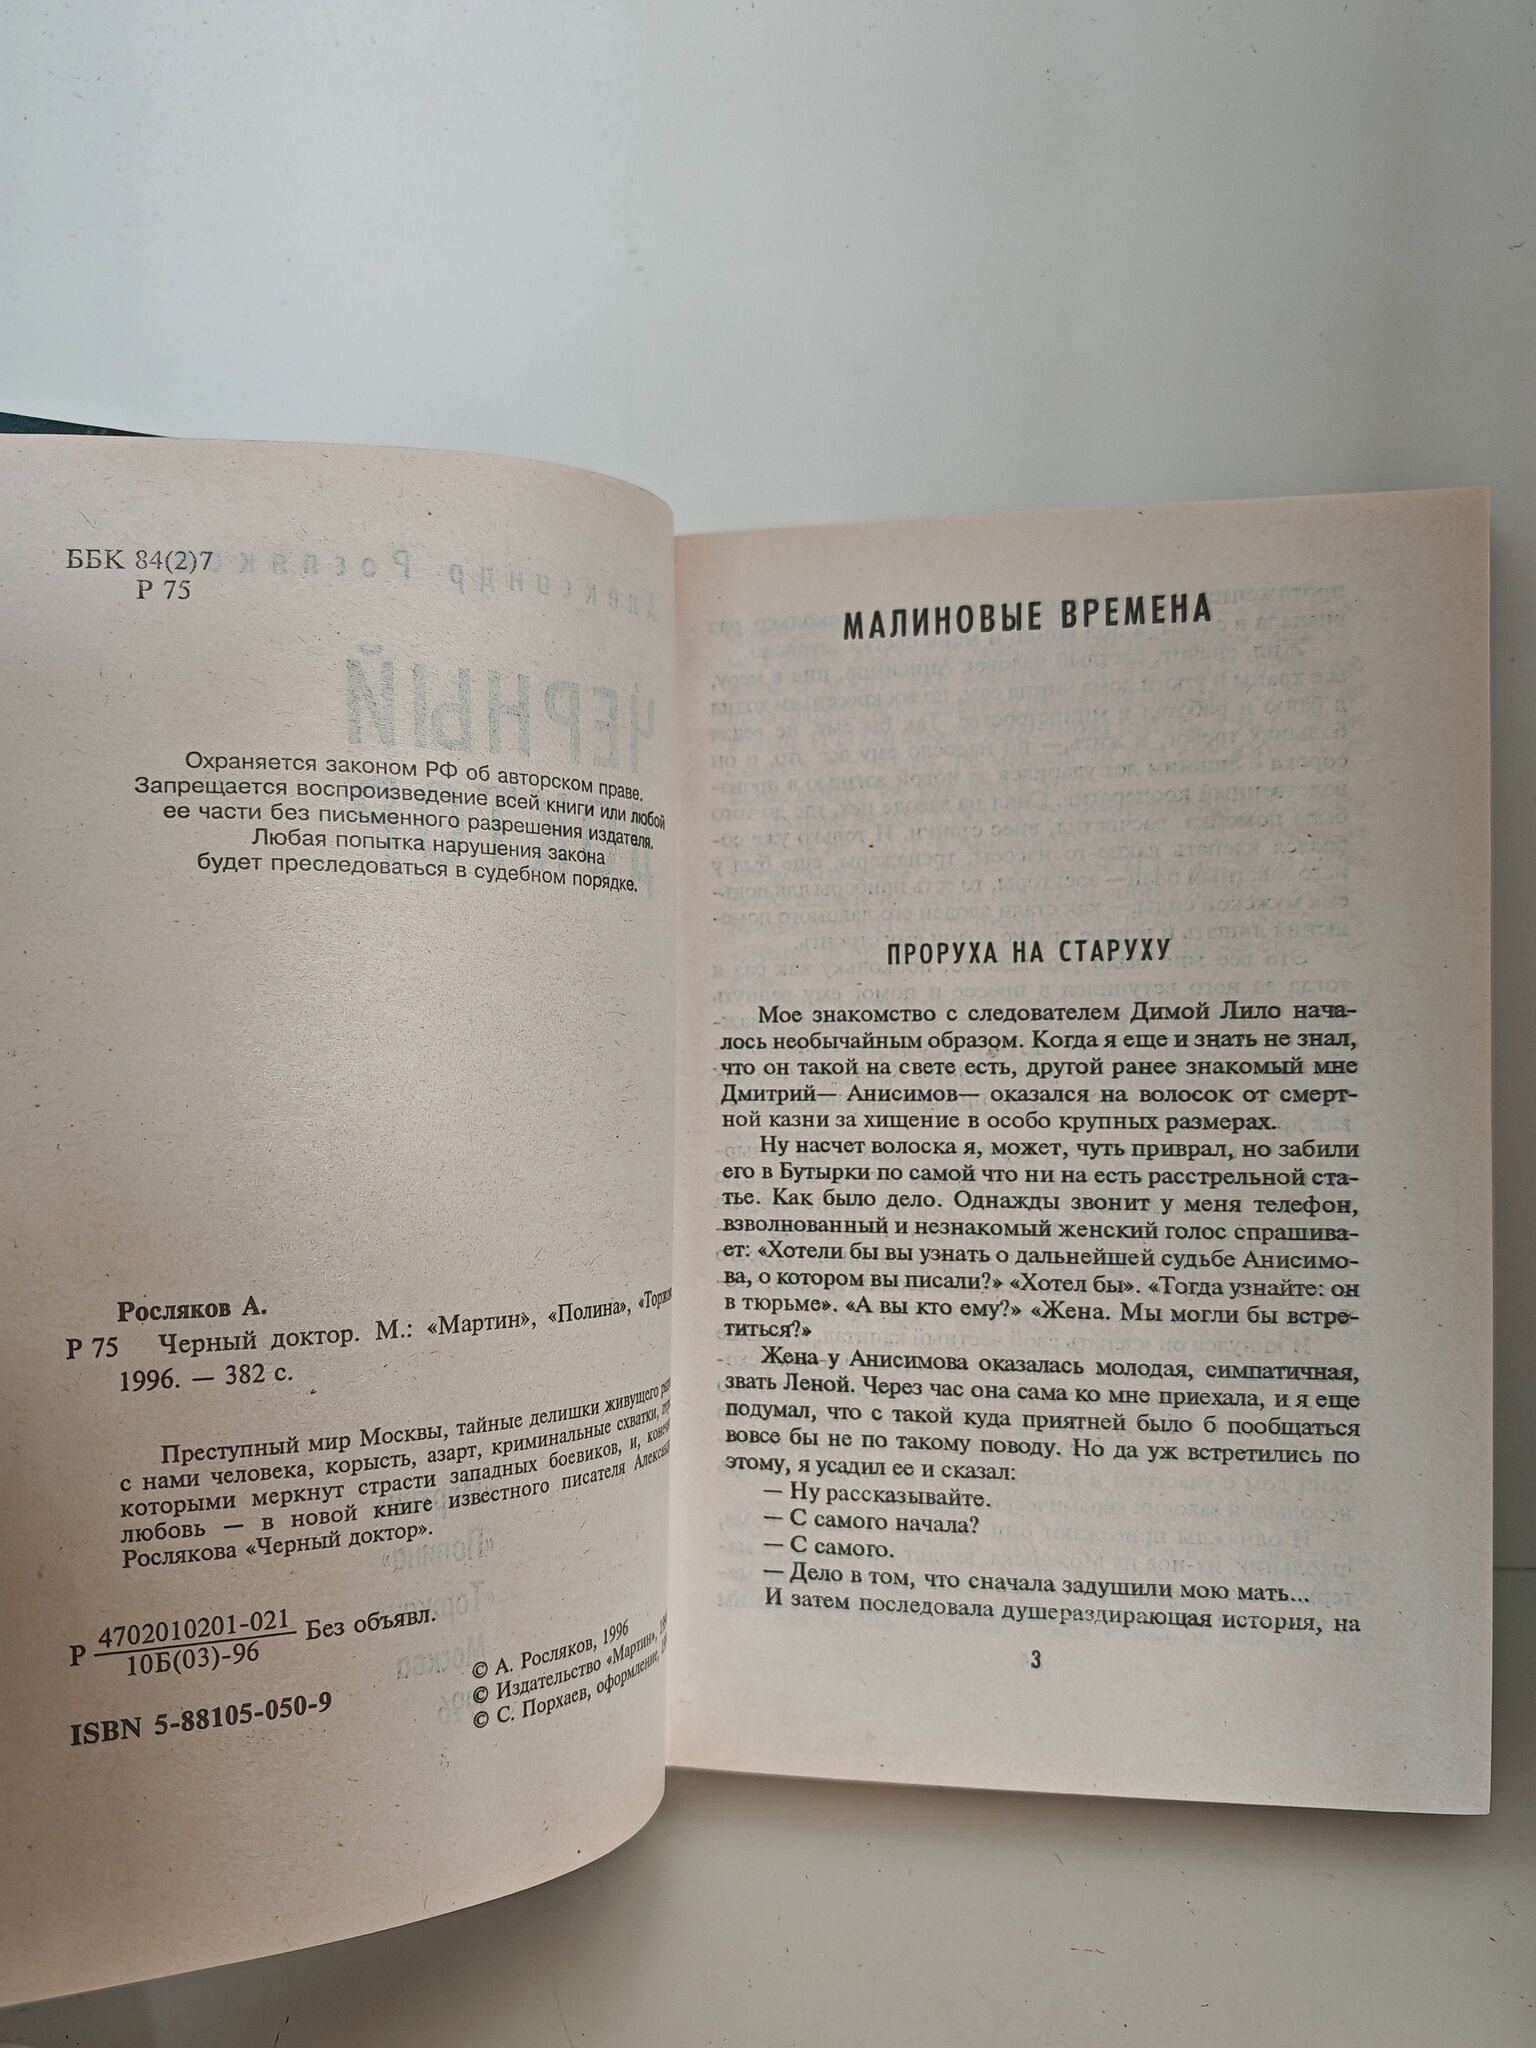 ББК 84(2)7
Р 75
Охраняется законом РФ об авторском праве.
Запрещается воспроизведение всей книги или любой
ее части без письменного разрешения издателя.
Любая попытка нарушения закона
будет преследоваться в судебном порядке.
Росляков А.
Р 75 Черный доктор. М.: «Мартин», «Полина»,
1996. — 382 с.
Преступный мир Москвы, тайные делишки живущего
с нами человека, корысть, азарт, криминальные схватки,
которыми меркнут страсти западных боевиков, и,
любовь — в новой книге известного писателя
Рослякова «Черный доктор».
Р 4702010201-021 Без объявл.
10Б(03)-96
© А. Росляков, 1996
© Издательство «Мартин»,
© С. Порхаев, оформление,
ISBN 5-88105-050-9
МАЛИНОВЫЕ ВРЕМЕНА
ПРОРУХА НА СТАРУХУ
Мое знакомство с следователем Димой Лило нача-
лось необычайным образом. Когда я еще и знать не знал,
что он такой на свете есть, другой ранее знакомый мне
Дмитрий— Анисимов— оказался на волосок от смерт-
ной казни за хищение в особо крупных размерах.
Ну насчет волоска я, может, чуть приврал, но забили
его в Бутырки по самой что ни на есть расстрельной ста-
тье. Как было дело. Однажды звонит у меня телефон,
взволнованный и незнакомый женский голос спрашива-
ет: «Хотели бы вы узнать о дальнейшей судьбе Анисимо-
ва, о котором вы писали?» «Хотел бы». «Тогда узнайте: он
в тюрьме». «А вы кто ему?» «Жена. Мы могли бы встре-
титься?»
Жена у Анисимова оказалась молодая, симпатичная,
звать Леной. Через час она сама ко мне приехала, и я еще
подумал, что с такой куда приятней было б пообщаться
вовсе бы не по такому поводу. Но да уж встретились по
этому, я усадил ее и сказал:
— Ну рассказывайте.
— С самого начала?
— С самого.
— Дело в том, что сначала задушили мою мать...
И затем последовала душераздирающая история, на
3